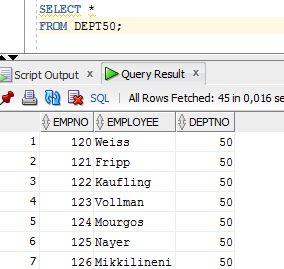 SELECT *
FROM DEPT50;
Script Output x Query Result x
SQL | All Rows Fetched: 45 in 0,016 se
EMPNO EMPLOYEE DEPTNO
1 120 Weiss 50
2 121 Fripp 50
3 122 Kaufling 50
4 123 Vollman 50
5 124 Mourgos 50
6 125 Nayer 50
7 126 Mikkilineni 50